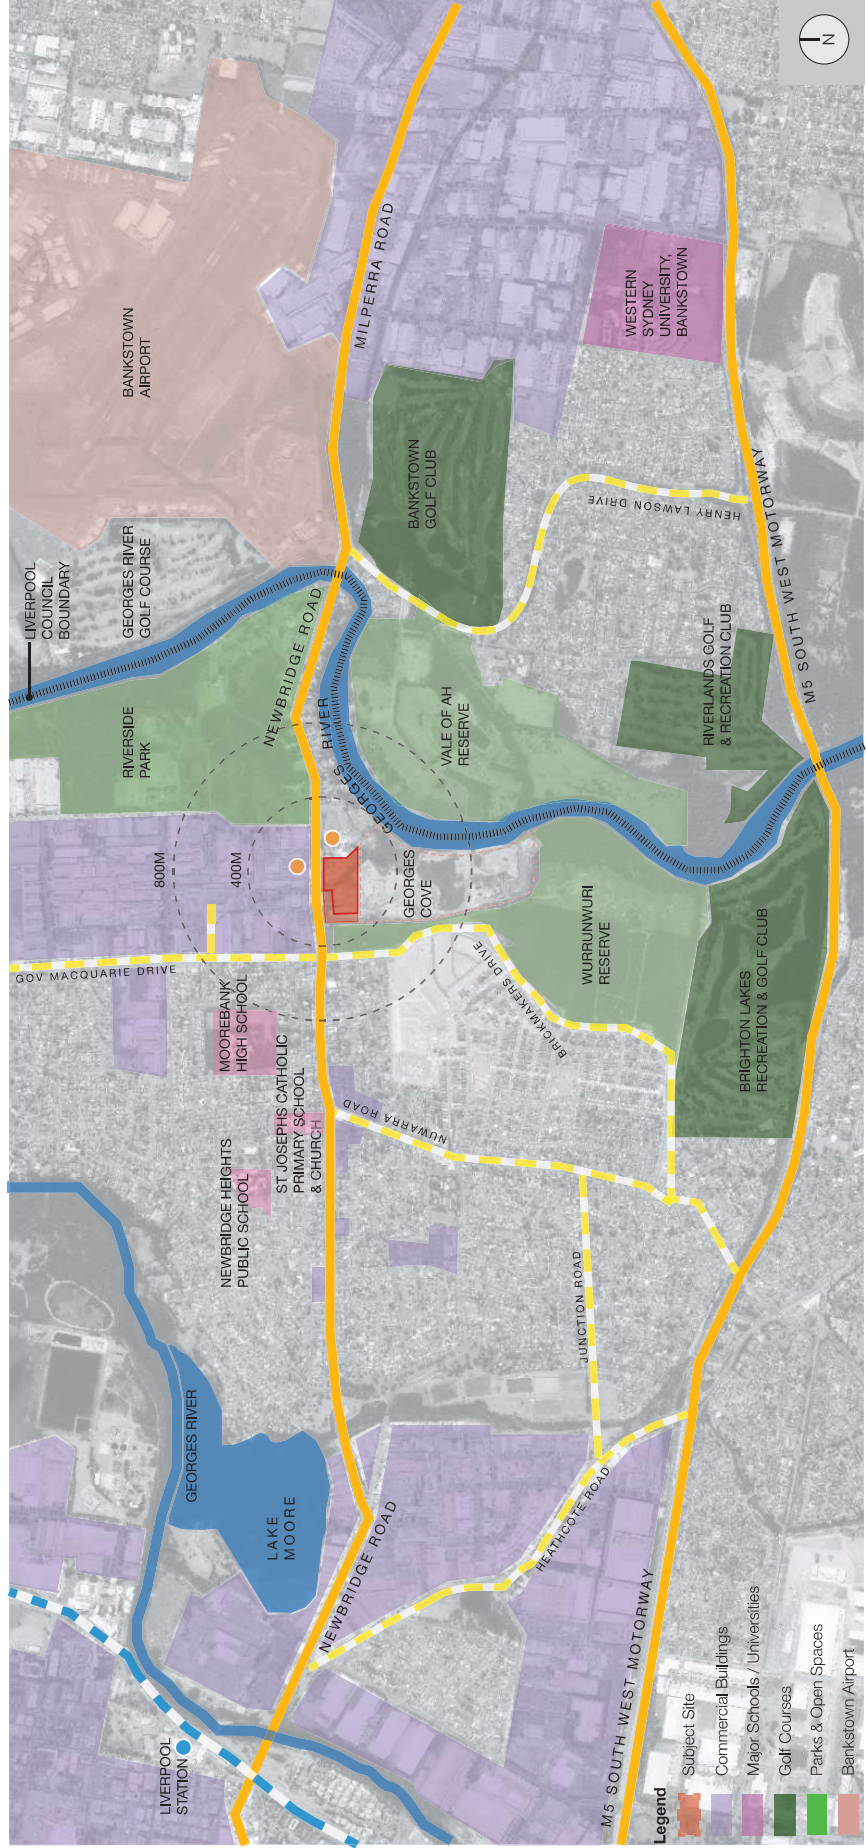 N
LIVERPOOL
COUNCIL
BOUNDARY
BANKSTOWN
AIRPORT
GEORGES RIVER
GOLF COURSE
MILPERRA ROAD
WESTERN
SYDNEY
UNIVERSITY,
BANKSTOWN
BANKSTOWN
GOLF CLUB
HENRY LAWSON DRIVE
M5 SOUTH WEST MOTORWAY
RIVERLANDS GOLF
& RECREATION CLUB
RIVERSIDE
PARK
NEWBRIDGE ROAD
GEORGES RIVER
VALE OF AH
RESERVE
800M
400M
GEORGES
COVE
WURRUNWURI
RESERVE
BRIGHTON LAKES
RECREATION & GOLF CLUB
GOV MACQUARIE DRIVE
BRICKMAKERS DRIVE
MOOREBANK
HIGH SCHOOL
ST JOSEPHS CATHOLIC
PRIMARY SCHOOL
& CHURCH
NEWBRIDGE HEIGHTS
PUBLIC SCHOOL
NUWARRA ROAD
JUNCTION ROAD
GEORGES RIVER
LAKE
MOORE
NEWBRIDGE ROAD
HEATHCOTE ROAD
M5 SOUTH WEST MOTORWAY
LIVERPOOL
STATION
Legend
Subject Site
Commercial Buildings
Major Schools / Universities
Golf Courses
Parks & Open Spaces
Bankstown Airport